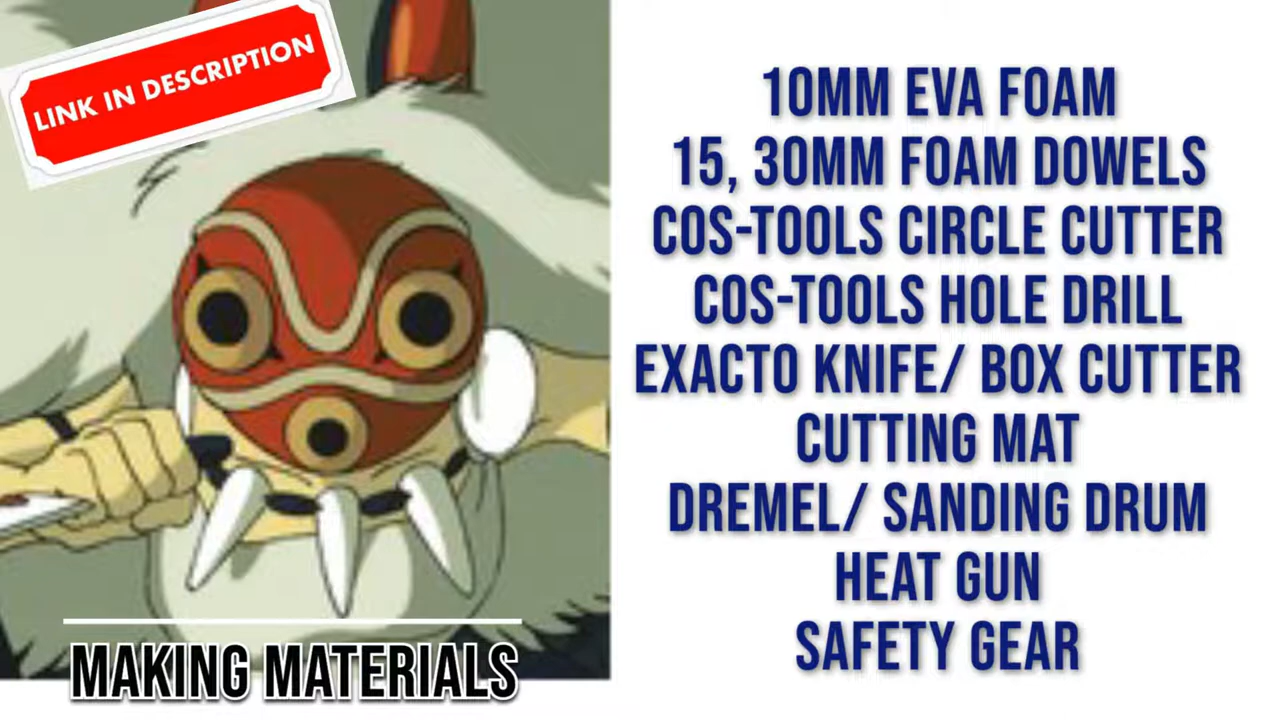 LINK IN DESCRIPTION
10MM EVA FOAM
15, 30MM FOAM DOWELS
COS-TOOLS CIRCLE CUTTER
COS-TOOLS HOLE DRILL
EXACTO KNIFE/ BOX CUTTER
CUTTING MAT
DREMEL/ SANDING DRUM
HEAT GUN
SAFETY GEAR
MAKING MATERIALS